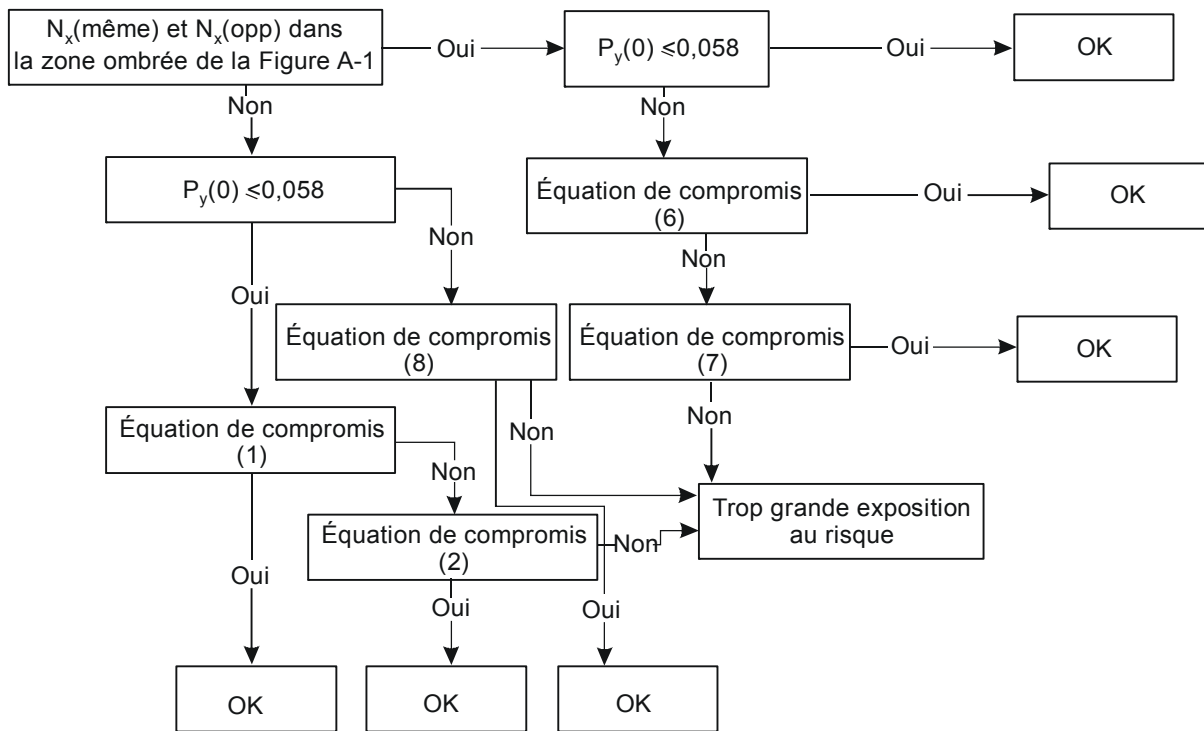 Nx(même) et Nx(opp) dans
la zone ombrée de la Figure A-1
Oui
Py(0) ≤0,058
Oui
OK
Non
Non
Py(0) ≤0,058
Équation de compromis
(6)
Oui
OK
Non
Non
Oui
Équation de compromis
(8)
Équation de compromis
(7)
Oui
OK
Non
Non
Équation de compromis
(1)
Non
Trop grande exposition
au risque
Équation de compromis
(2)
Non
Oui
Oui
Oui
OK
OK
OK